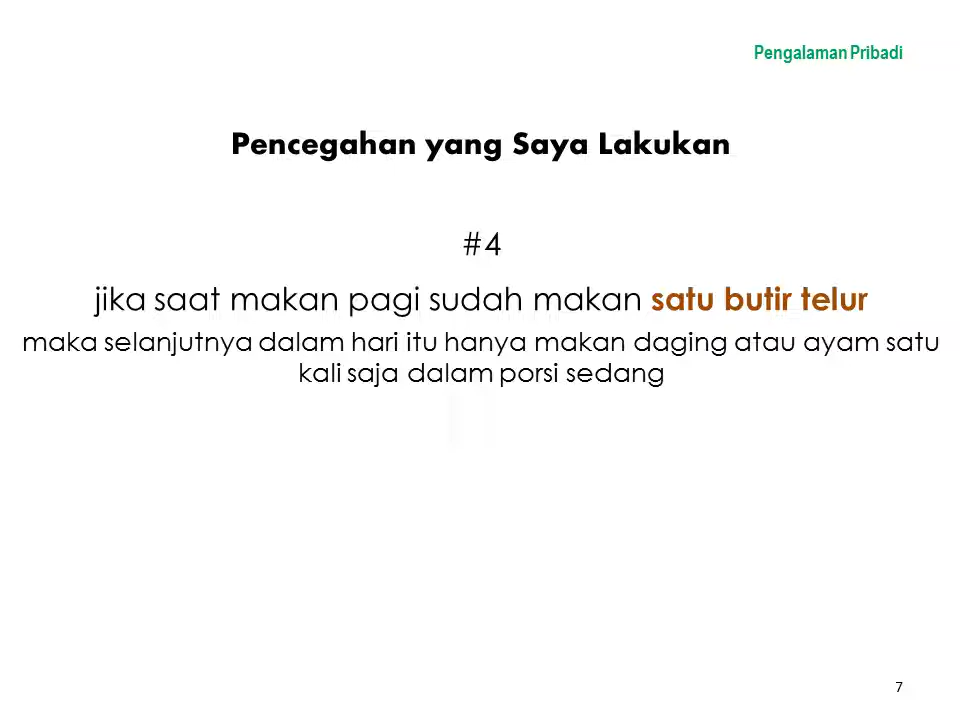 Pengalaman Pribadi
Pencegahan yang Saya Lakukan
#4
jika saat makan pagi sudah makan satu butir telur
maka selanjutnya dalam hari itu hanya makan daging atau ayam satu
kali saja dalam porsi sedang
7